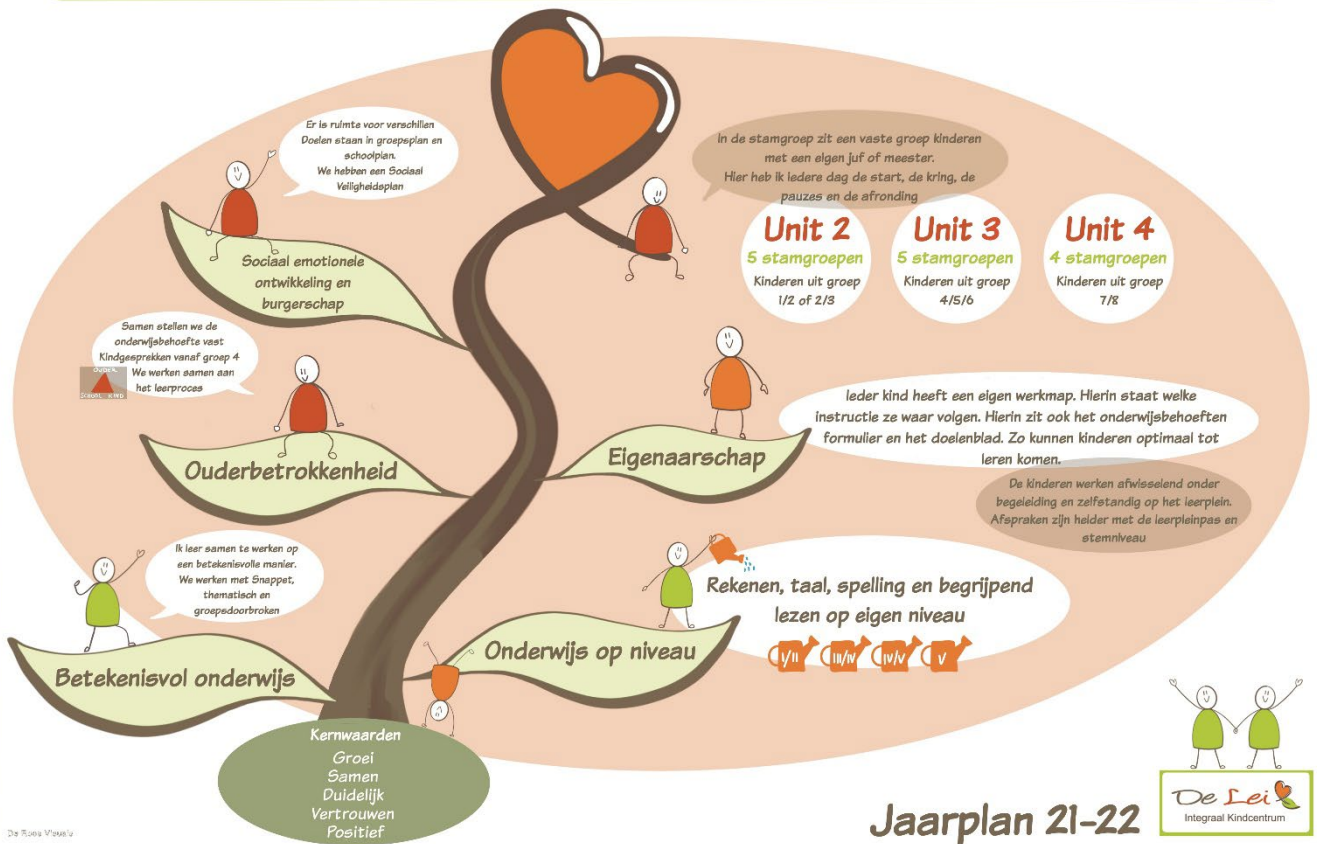 Er is ruimte voor verschillen
Doelen staan in groepsplan en
schoolplan.
We hebben een Sociaal
Veiligheidsplan
Sociaal emotionele
ontwikkeling en
burgerschap
In de stamgroep zit een vaste groep kinderen
met een eigen juf of meester.
Hier heb ik iedere dag de start, de kring, de
pauzes en de afronding
Unit 2
5 stamgroepen
Kinderen uit groep
1/2 of 2/3
Unit 3
5 stamgroepen
Kinderen uit groep
4/5/6
Unit 4
4 stamgroepen
Kinderen uit groep
7/8
Samen stellen we de
onderwijsbehoefte vast
Kindgesprekken vanaf groep 4
We werken samen aan
het leerproces
OUDER
SCHOOL KIND
Ouderbetrokkenheid
Eigenaarschap
Ieder kind heeft een eigen werkmap. Hierin staat welke
instructie ze waar volgen. Hierin zit ook het onderwijsbehoeften
formulier en het doelenblad. Zo kunnen kinderen optimaal tot
leren komen.
De kinderen werken afwisselend onder
begeleiding en zelfstandig op het leerplein.
Afspraken zijn helder met de leerpleinpas en
stemniveau
Ik leer samen te werken op
een betekenisvolle manier.
We werken met Snappet,
thematisch en
groepsdoorbroken
Betekenisvol onderwijs
Onderwijs op niveau
Rekenen, taal, spelling en begrijpend
lezen op eigen niveau
I/II III/IV IV/V V
Kernwaarden
Groei
Samen
Duidelijk
Vertrouwen
Positief
Jaarplan 21-22
De Lei
Integraal Kindcentrum